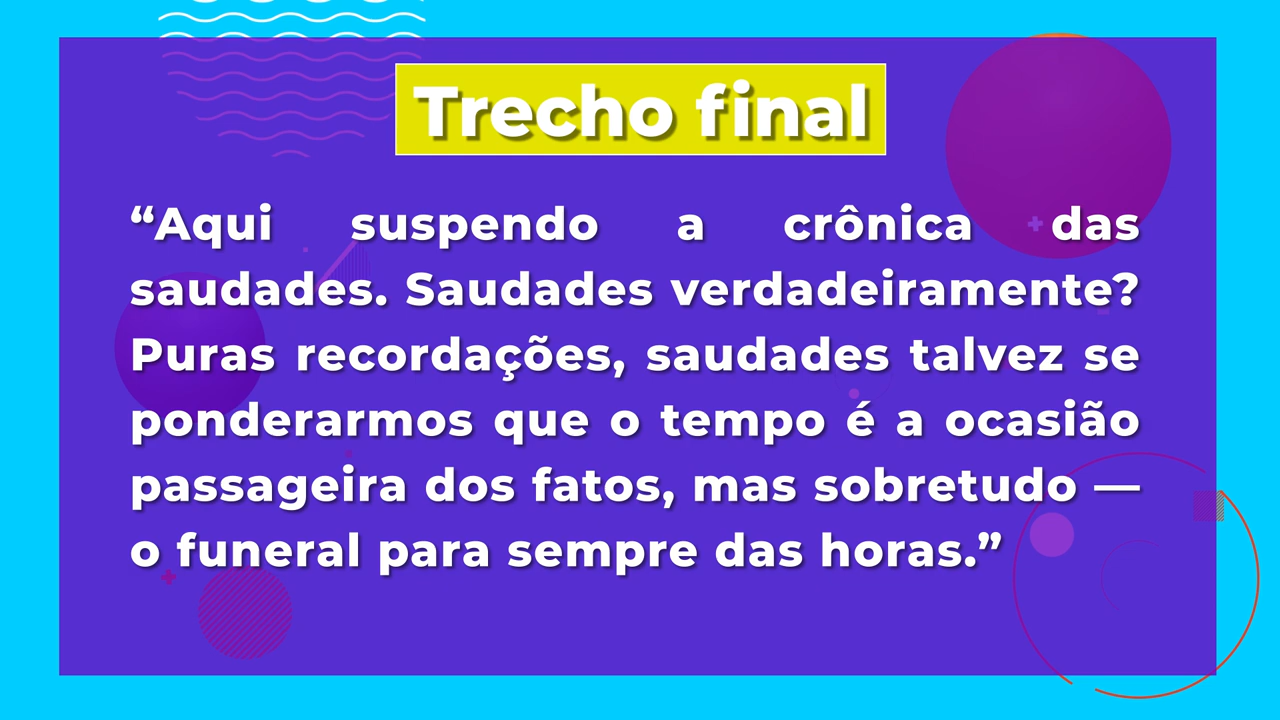 Trecho final
“Aqui suspendo a crônica das
saudades. Saudades verdadeiramente?
Puras recordações, saudades talvez se
ponderarmos que o tempo é a ocasião
passageira dos fatos, mas sobretudo —
o funeral para sempre das horas.”